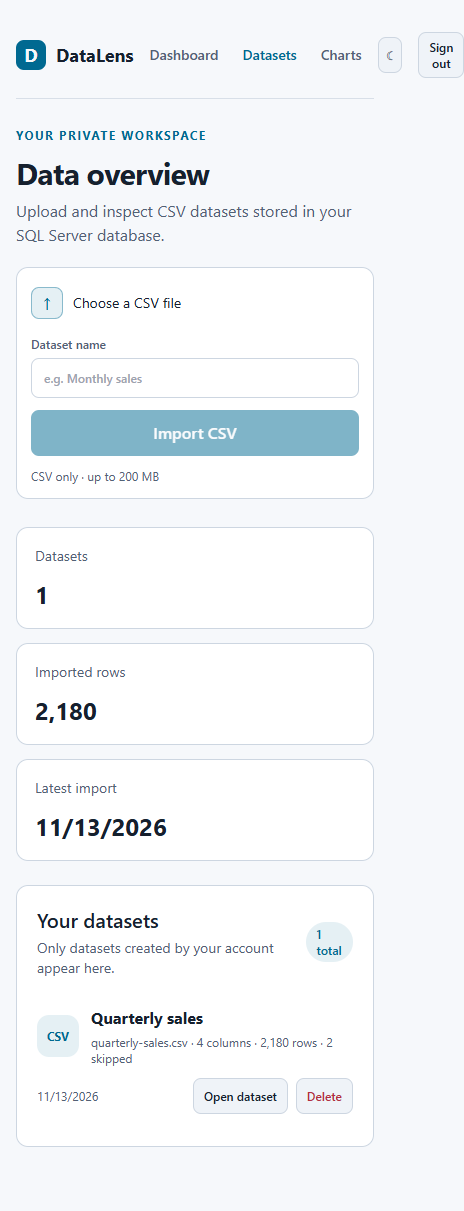 D DataLens Dashboard Datasets Charts ☾ Sign
out
YOUR PRIVATE WORKSPACE
Data overview
Upload and inspect CSV datasets stored in your
SQL Server database.
↑ Choose a CSV file
Dataset name
e.g. Monthly sales
Import CSV
CSV only · up to 200 MB
Datasets
1
Imported rows
2,180
Latest import
11/13/2026
Your datasets
Only datasets created by your account
appear here.
1
total
CSV
Quarterly sales
quarterly-sales.csv · 4 columns · 2,180 rows · 2
skipped
11/13/2026 Open dataset Delete